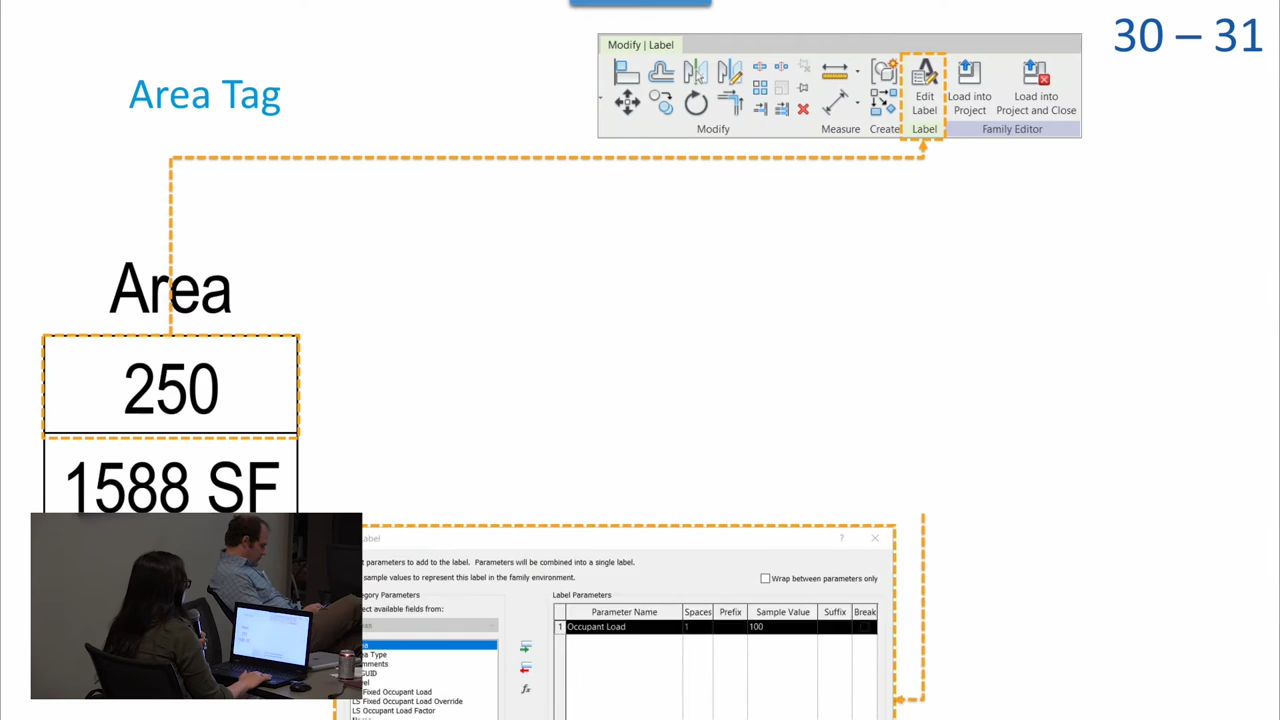 30 – 31
Modify | Label
Area Tag
Edit Label
Load into Project
Load into Project and Close
Modify
Measure
Create
Label
Family Editor
Area
250
1588 SF
Label
parameters to add to the label. Parameters will be combined into a single label.
sample values to represent this label in the family environment.
Wrap between parameters only
Label Parameters
available fields from:
Parameter Name Spaces Prefix Sample Value Suffix Break
1 Occupant Load 1 100
LS Fixed Occupant Load
LS Fixed Occupant Load Override
LS Occupant Load Factor